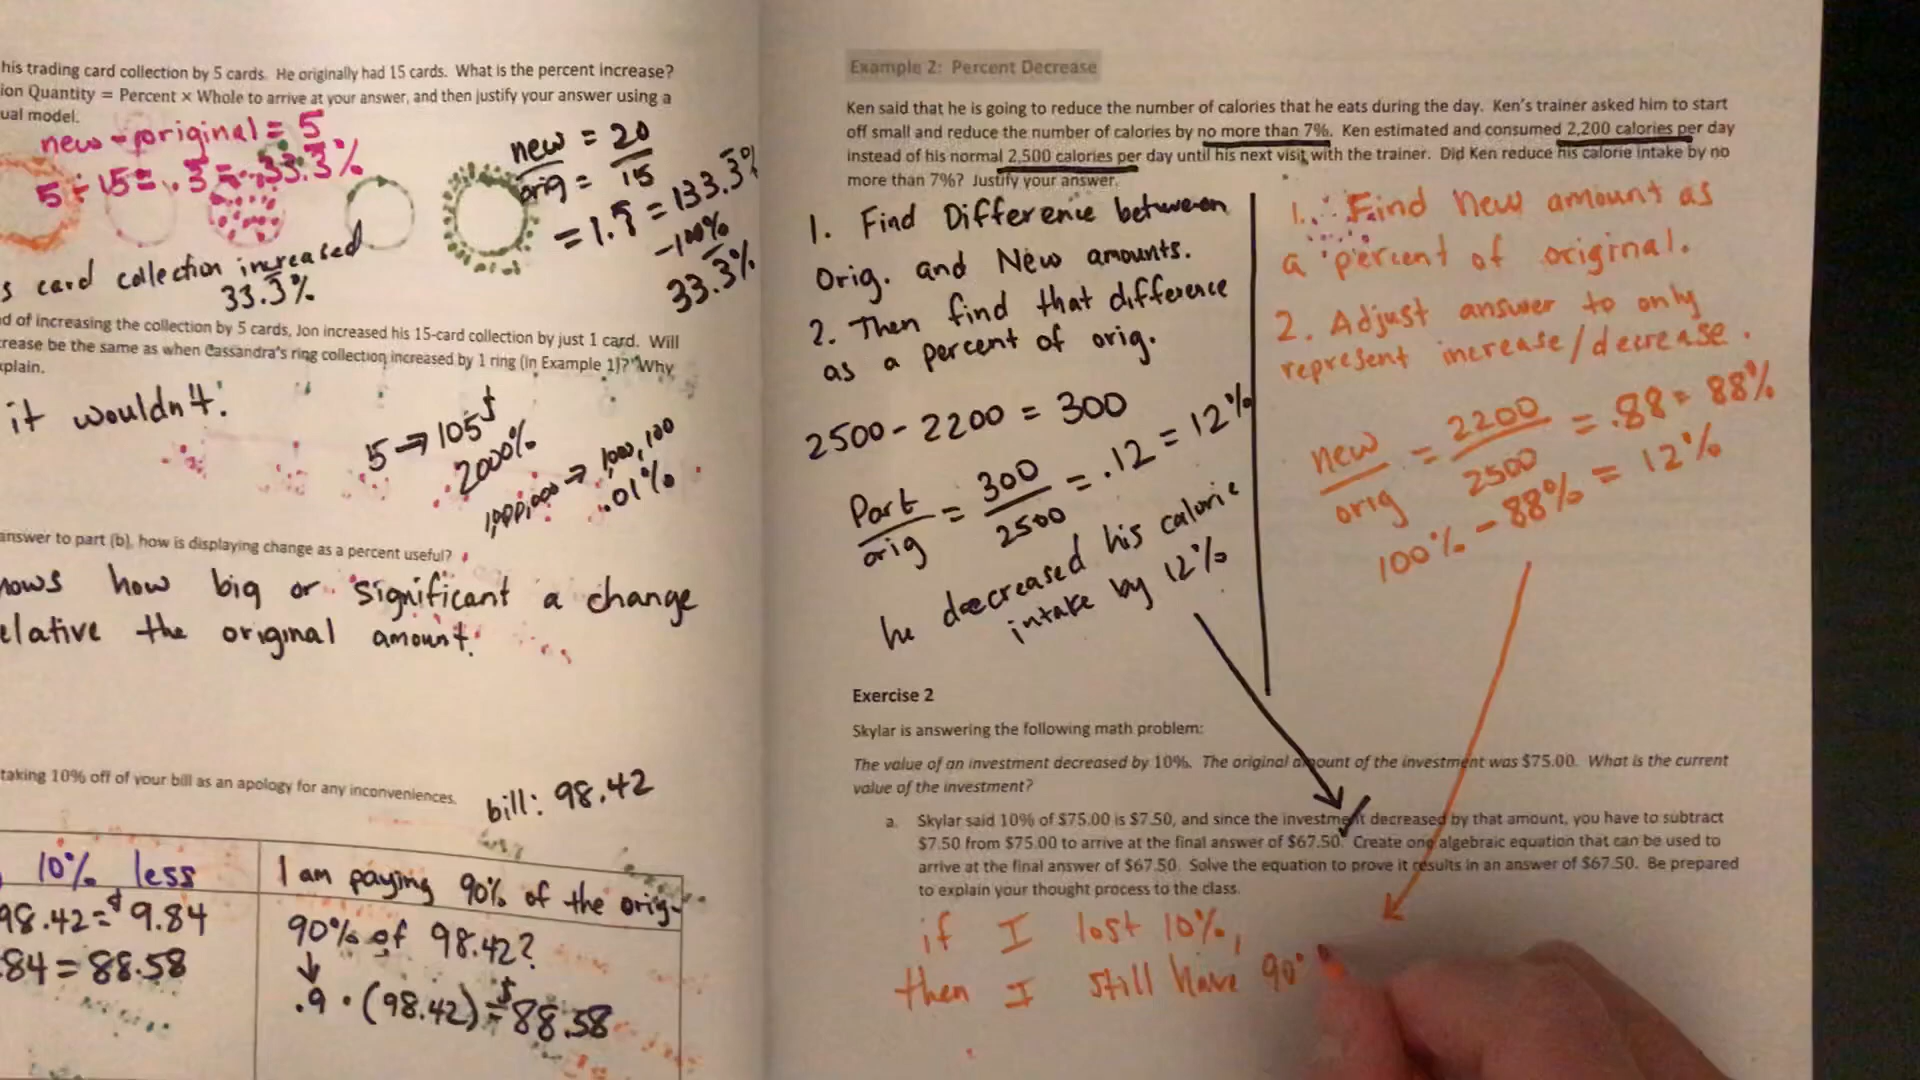 his trading card collection by 5 cards. He originally had 15 cards. What is the percent increase?
ion Quantity = Percent × Whole to arrive at your answer, and then justify your answer using a
ual model.
new - original = 5
5 ÷ 15 = .3 = 33.3%
new = 20
orig = 15
= 1.3 = 133.3%
-100%
33.3%
s card collection increased
33.3%
d of increasing the collection by 5 cards, Jon increased his 15-card collection by just 1 card. Will
crease be the same as when Cassandra's ring collection increased by 1 ring (in Example 1)? Why
xplain.
it wouldn't.
5 → 105
2000%
1,000,000 → 1,000,100
.01%
answer to part (b), how is displaying change as a percent useful?
hows how big or significant a change
elative the original amount.
taking 10% off of your bill as an apology for any inconveniences.
bill: 98.42
10% less
98.42 = $9.84
.84 = 88.58
I am paying 90% of the orig.
90% of 98.42?
↓
.9 · (98.42) = $88.58
Example 2: Percent Decrease
Ken said that he is going to reduce the number of calories that he eats during the day. Ken's trainer asked him to start
off small and reduce the number of calories by no more than 7%. Ken estimated and consumed 2,200 calories per day
instead of his normal 2,500 calories per day until his next visit with the trainer. Did Ken reduce his calorie intake by no
more than 7%? Justify your answer.
1. Find Difference between
Orig. and New amounts.
2. Then find that difference
as a percent of orig.
2500 - 2200 = 300
Part/orig = 300/2500 = .12 = 12%
he decreased his calorie
intake by 12%
1. Find New amount as
a percent of original.
2. Adjust answer to only
represent increase/decrease.
new/orig = 2200/2500 = .88 = 88%
100% - 88% = 12%
Exercise 2
Skylar is answering the following math problem:
The value of an investment decreased by 10%. The original amount of the investment was $75.00. What is the current
value of the investment?
a. Skylar said 10% of $75.00 is $7.50, and since the investment decreased by that amount, you have to subtract
$7.50 from $75.00 to arrive at the final answer of $67.50. Create one algebraic equation that can be used to
arrive at the final answer of $67.50. Solve the equation to prove it results in an answer of $67.50. Be prepared
to explain your thought process to the class.
if I lost 10%,
then I still have 90%